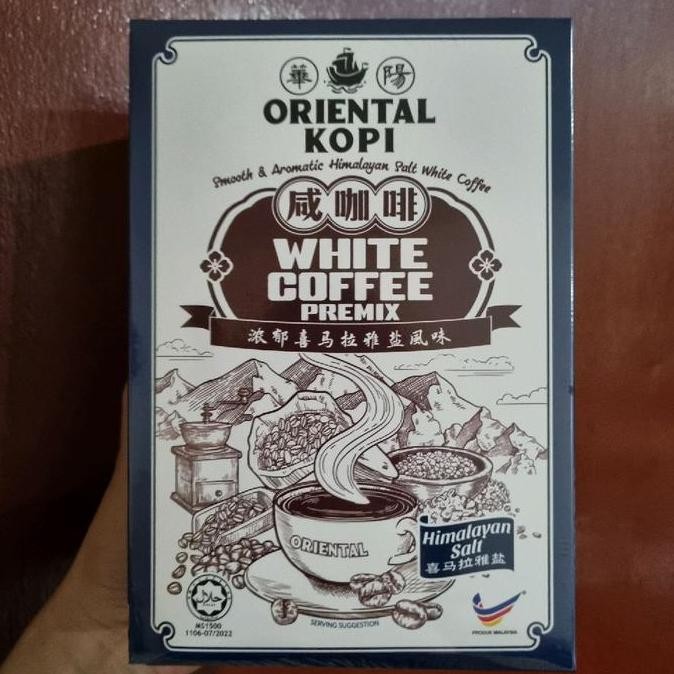 華 陽
ORIENTAL
KOPI
Smooth & Aromatic Himalayan Salt White Coffee
咸咖啡
WHITE
COFFEE
PREMIX
浓郁喜马拉雅盐風味
ORIENTAL
Himalayan
Salt
喜马拉雅盐
حلال
MS1500
1106-07/2022
SERVING SUGGESTION
PRODUK MALAYSIA